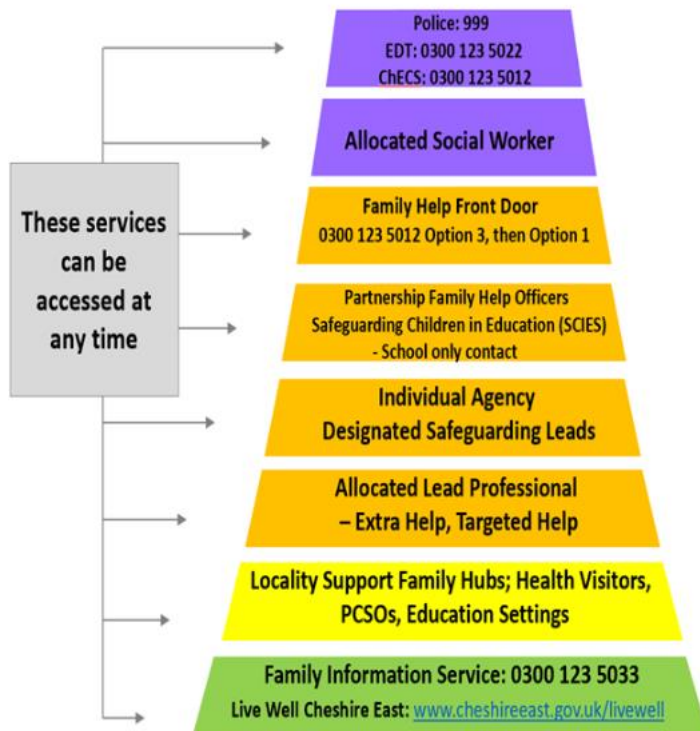 Police: 999
EDT: 0300 123 5022
ChECS: 0300 123 5012
Allocated Social Worker
These services
can be
accessed at
any time
Family Help Front Door
0300 123 5012 Option 3, then Option 1
Partnership Family Help Officers
Safeguarding Children in Education (SCIES)
- School only contact
Individual Agency
Designated Safeguarding Leads
Allocated Lead Professional
– Extra Help, Targeted Help
Locality Support Family Hubs; Health Visitors,
PCSOs, Education Settings
Family Information Service: 0300 123 5033
Live Well Cheshire East: www.cheshireeast.gov.uk/livewell